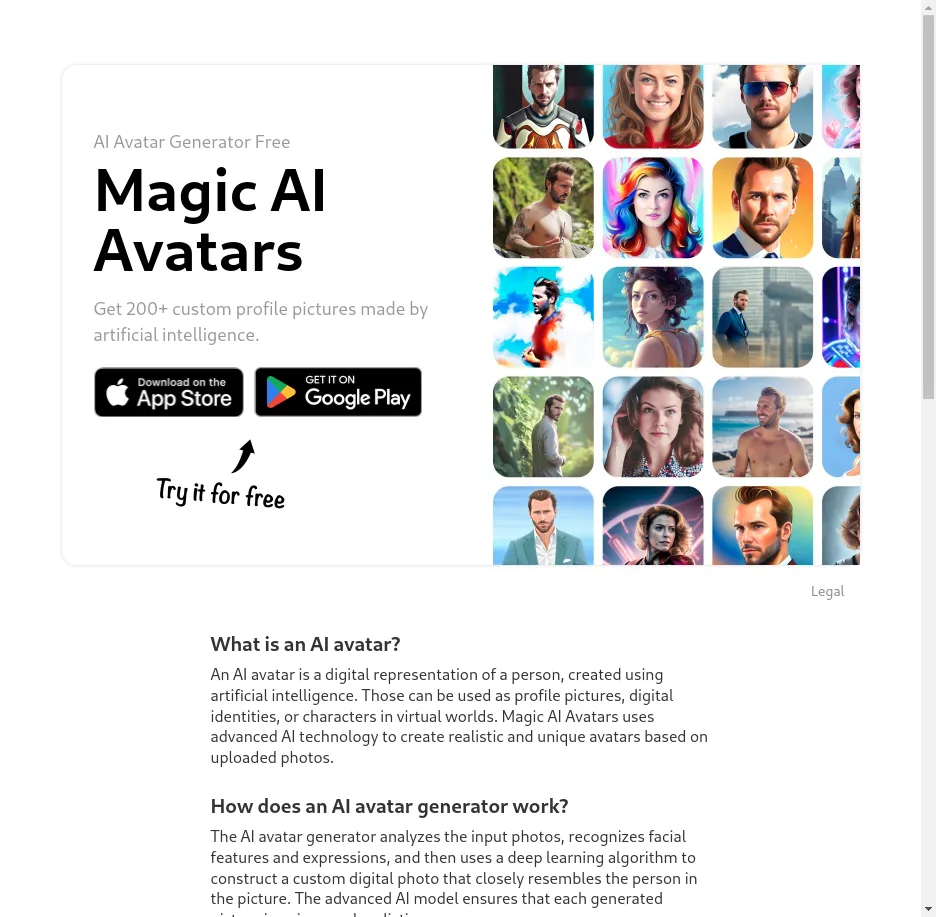 AI Avatar Generator Free
Magic AI
Avatars
Get 200+ custom profile pictures made by
artificial intelligence.
Download on the
App Store
GET IT ON
Google Play
Try it for free
Legal
What is an AI avatar?
An AI avatar is a digital representation of a person, created using
artificial intelligence. Those can be used as profile pictures, digital
identities, or characters in virtual worlds. Magic AI Avatars uses
advanced AI technology to create realistic and unique avatars based on
uploaded photos.
How does an AI avatar generator work?
The AI avatar generator analyzes the input photos, recognizes facial
features and expressions, and then uses a deep learning algorithm to
construct a custom digital photo that closely resembles the person in
the picture. The advanced AI model ensures that each generated